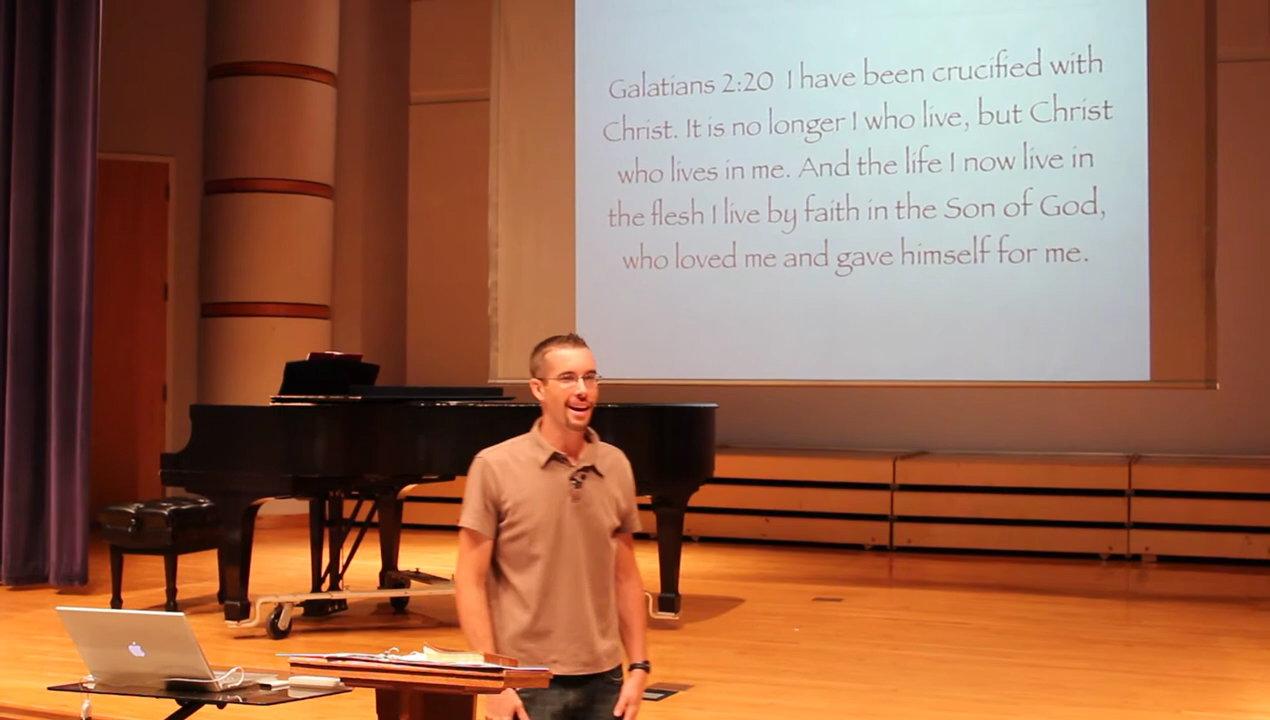 Galatians 2:20 I have been crucified with
Christ. It is no longer I who live, but Christ
who lives in me. And the life I now live in
the flesh I live by faith in the Son of God,
who loved me and gave himself for me.